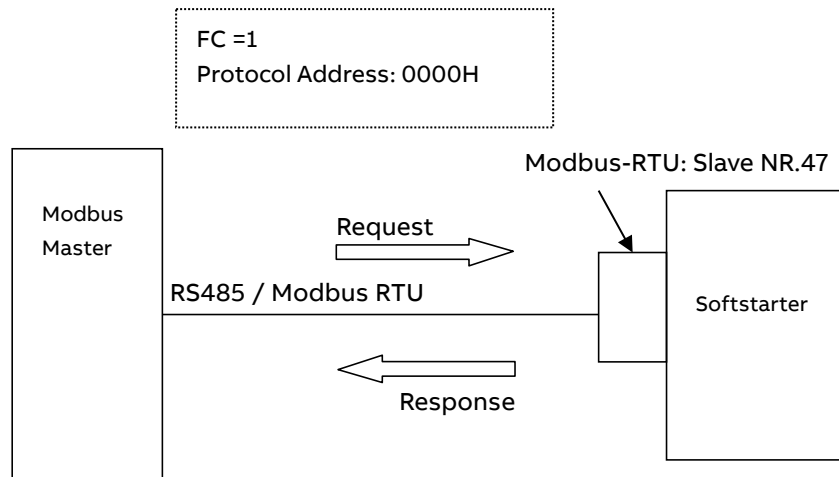 FC =1
Protocol Address: 0000H
Modbus-RTU: Slave NR.47
Modbus
Master
Request
RS485 / Modbus RTU
Softstarter
Response